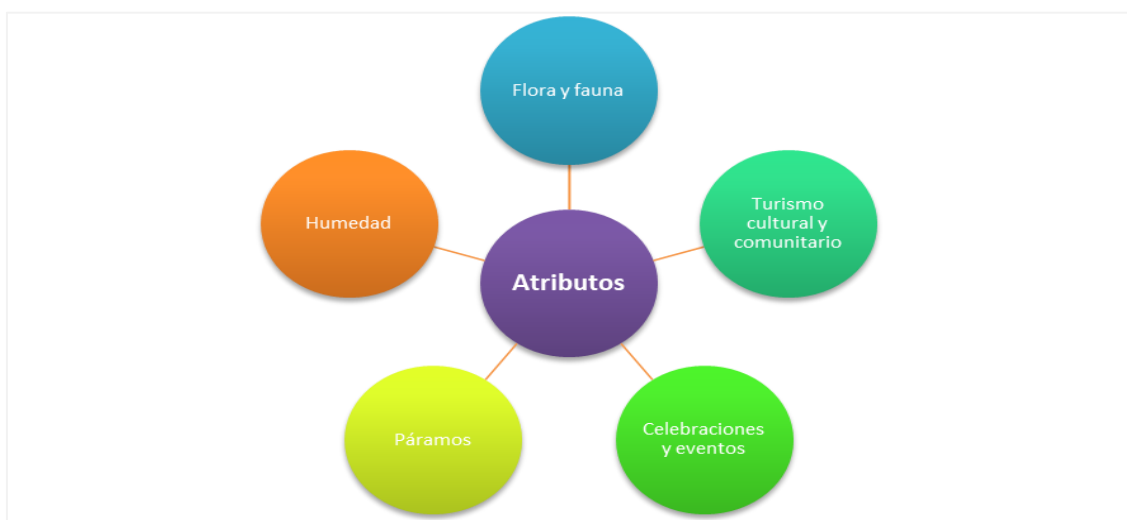 Flora y fauna
Turismo
cultural y
comunitario
Celebraciones
y eventos
Páramos
Humedad
Atributos